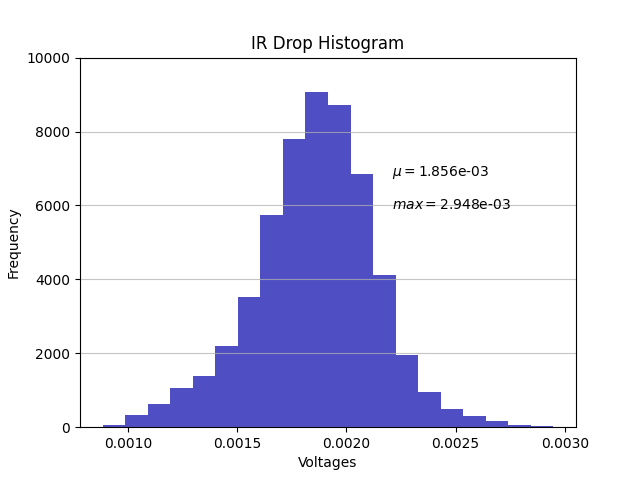 IR Drop Histogram
10000
8000
6000
4000
2000
0
Frequency
μ = 1.856e-03
max = 2.948e-03
0.0010 0.0015 0.0020 0.0025 0.0030
Voltages